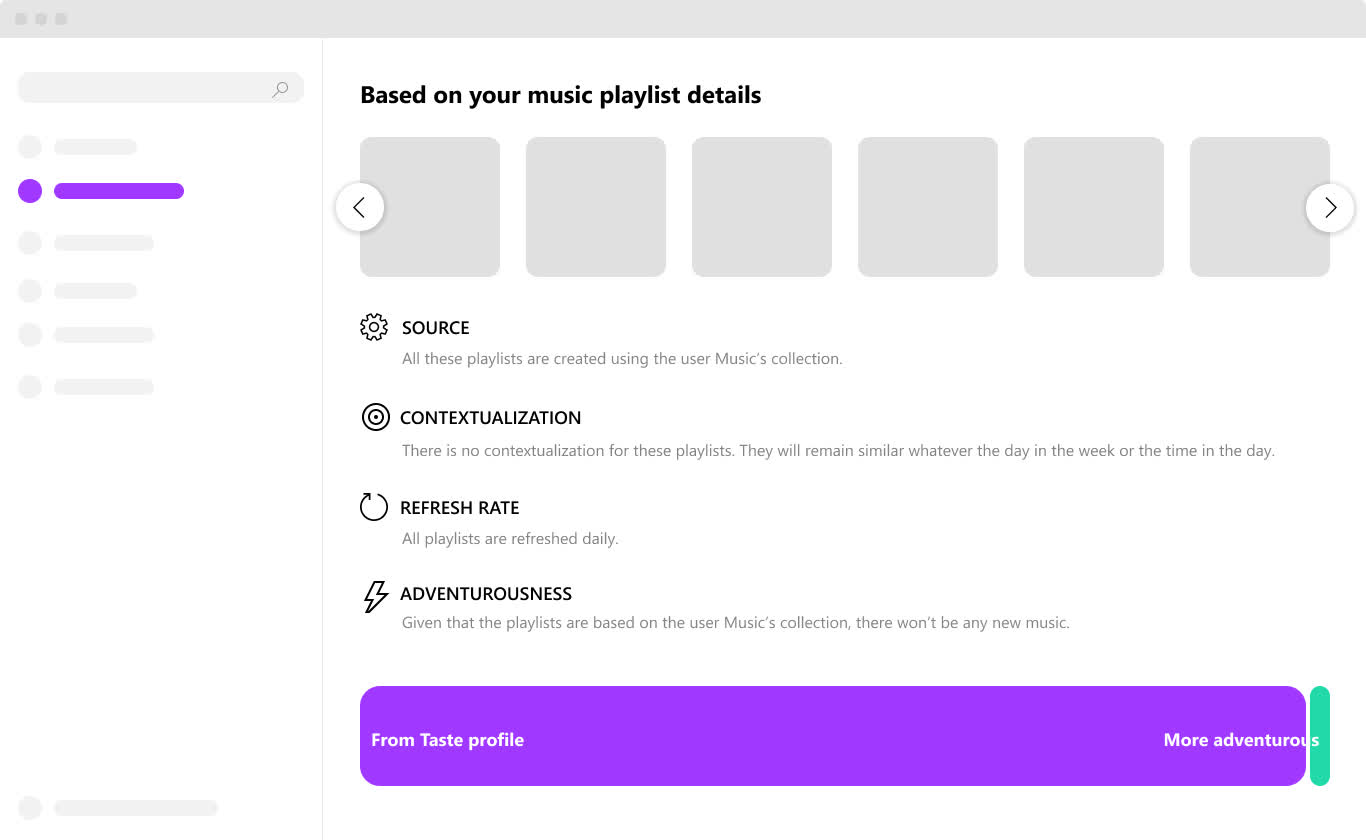 Based on your music playlist details
SOURCE
All these playlists are created using the user Music’s collection.
CONTEXTUALIZATION
There is no contextualization for these playlists. They will remain similar whatever the day in the week or the time in the day.
REFRESH RATE
All playlists are refreshed daily.
ADVENTUROUSNESS
Given that the playlists are based on the user Music’s collection, there won’t be any new music.
From Taste profile
More adventurous